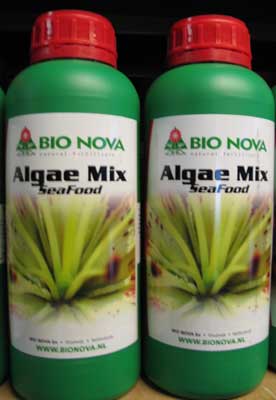 BIO NOVA
natural fertilizers
Algae Mix
SeaFood
WWW.BIONOVA.NL
BIO NOVA
natural fertilizers
Algae Mix
SeaFood
WWW.BIONOVA.NL